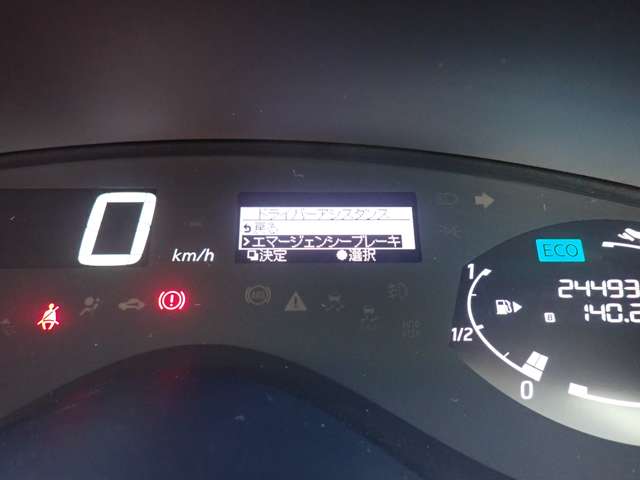 0 km/h
ドライバーアシスタンス
戻る
エマージェンシーブレーキ
決定 選択
ECO
24493
B 140.2
1
1/2
0
ABS